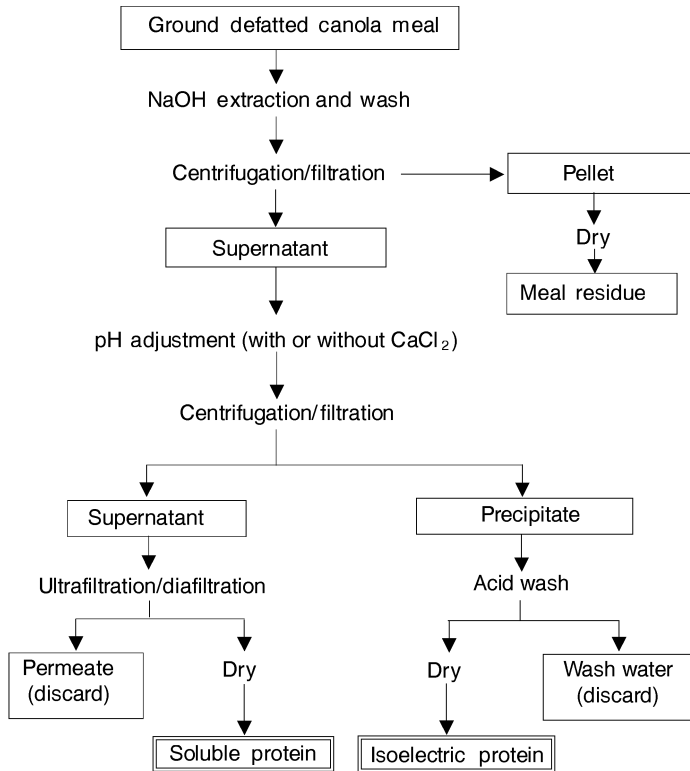 Ground defatted canola meal
NaOH extraction and wash
Centrifugation/filtration
Pellet
Dry
Supernatant
Meal residue
pH adjustment (with or without CaCl₂)
Centrifugation/filtration
Supernatant
Precipitate
Ultrafiltration/diafiltration
Acid wash
Permeate
(discard)
Dry
Dry
Wash water
(discard)
Soluble protein
Isoelectric protein